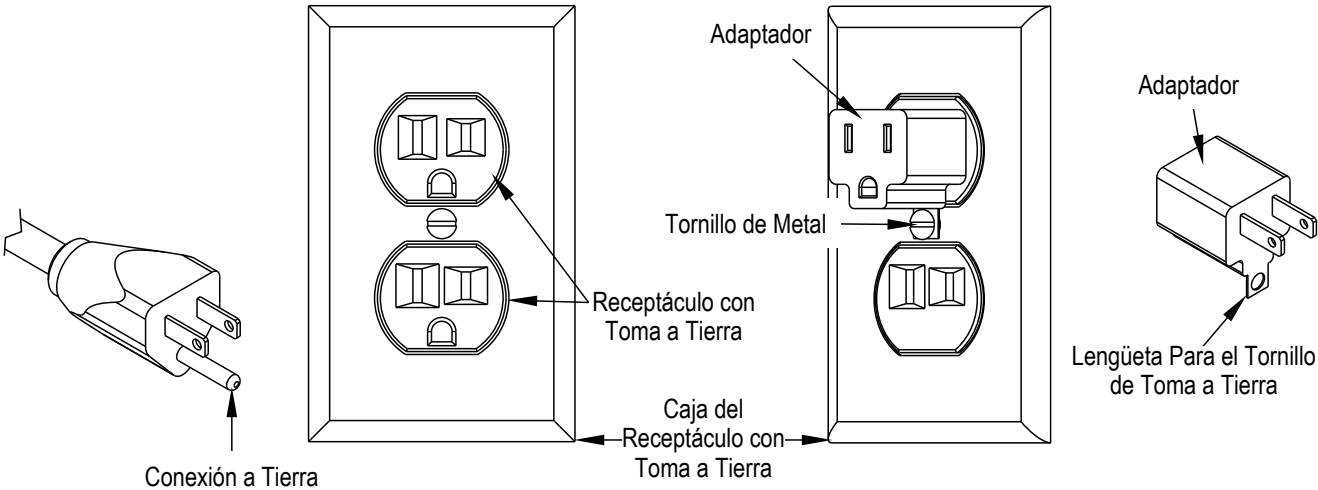 Adaptador
Adaptador
Tornillo de Metal
Receptáculo con
Toma a Tierra
Lengüeta Para el Tornillo
de Toma a Tierra
Caja del
Receptáculo con
Toma a Tierra
Conexión a Tierra